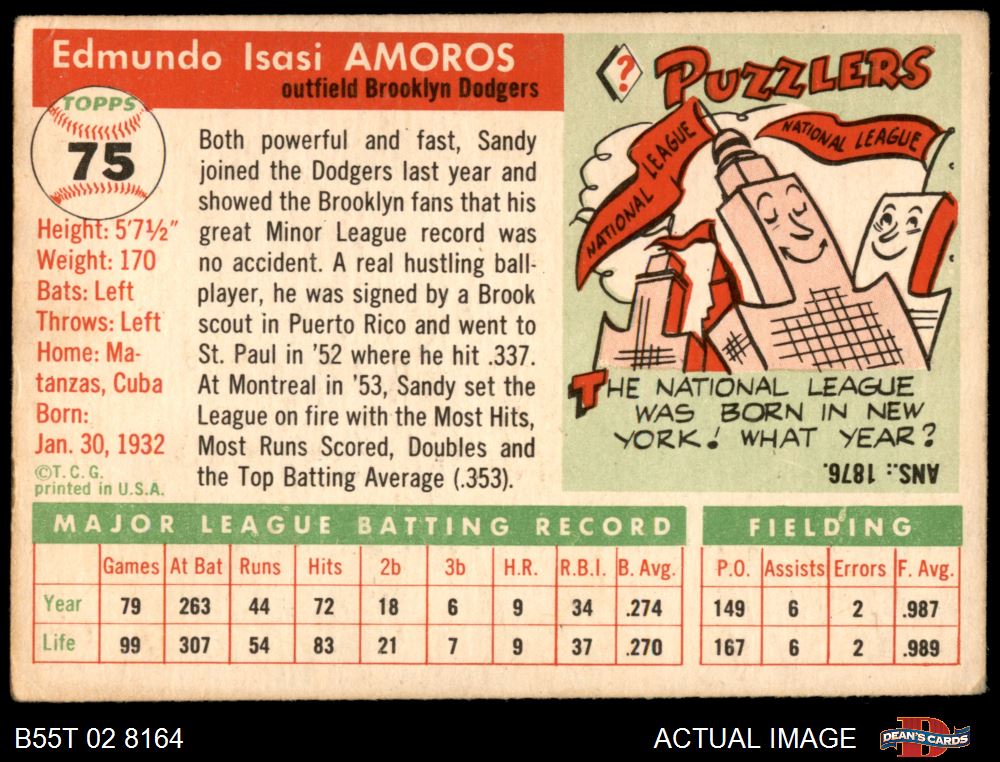 Edmundo Isasi AMOROS
outfield Brooklyn Dodgers
TOPPS
75
Height: 5'7½"
Weight: 170
Bats: Left
Throws: Left
Home: Ma-
tanzas, Cuba
Born:
Jan. 30, 1932
©T. C. G.
printed in U.S.A.
Both powerful and fast, Sandy
joined the Dodgers last year and
showed the Brooklyn fans that his
great Minor League record was
no accident. A real hustling ball-
player, he was signed by a Brook
scout in Puerto Rico and went to
St. Paul in '52 where he hit .337.
At Montreal in '53, Sandy set the
League on fire with the Most Hits,
Most Runs Scored, Doubles and
the Top Batting Average (.353).
?
PUZZLERS
NATIONAL LEAGUE
NATIONAL LEAGUE
THE NATIONAL LEAGUE
WAS BORN IN NEW
YORK! WHAT YEAR?
ANS.: 1876.
MAJOR LEAGUE BATTING RECORD
Games At Bat Runs Hits 2b 3b H.R. R.B.I. B. Avg.
Year 79 263 44 72 18 6 9 34 .274
Life 99 307 54 83 21 7 9 37 .270
FIELDING
P.O. Assists Errors F. Avg.
149 6 2 .987
167 6 2 .989
B55T 02 8164
ACTUAL IMAGE
D
DEAN'S CARDS